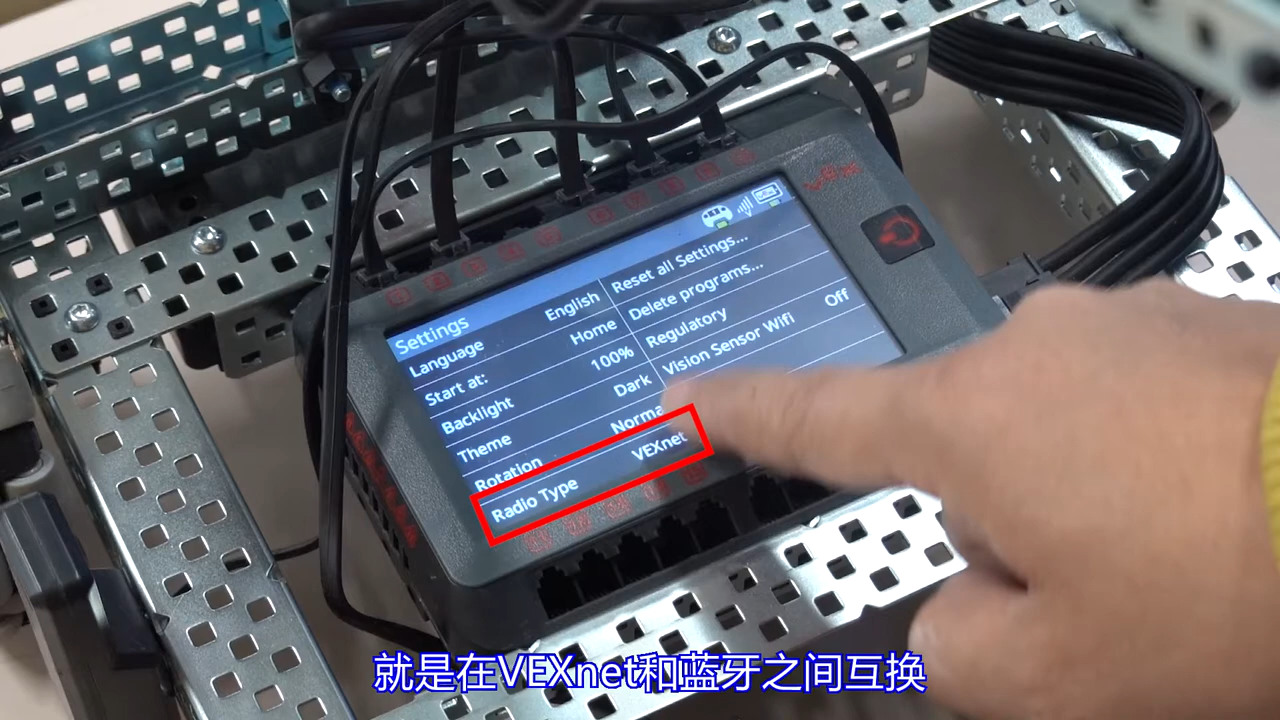 Settings
Language English
Start at: Home
Backlight 100%
Theme Dark
Rotation Norma
Radio Type VEXnet
Reset all Settings...
Delete programs...
Regulatory
Vision Sensor Wifi Off
就是在VEXnet和蓝牙之间互换